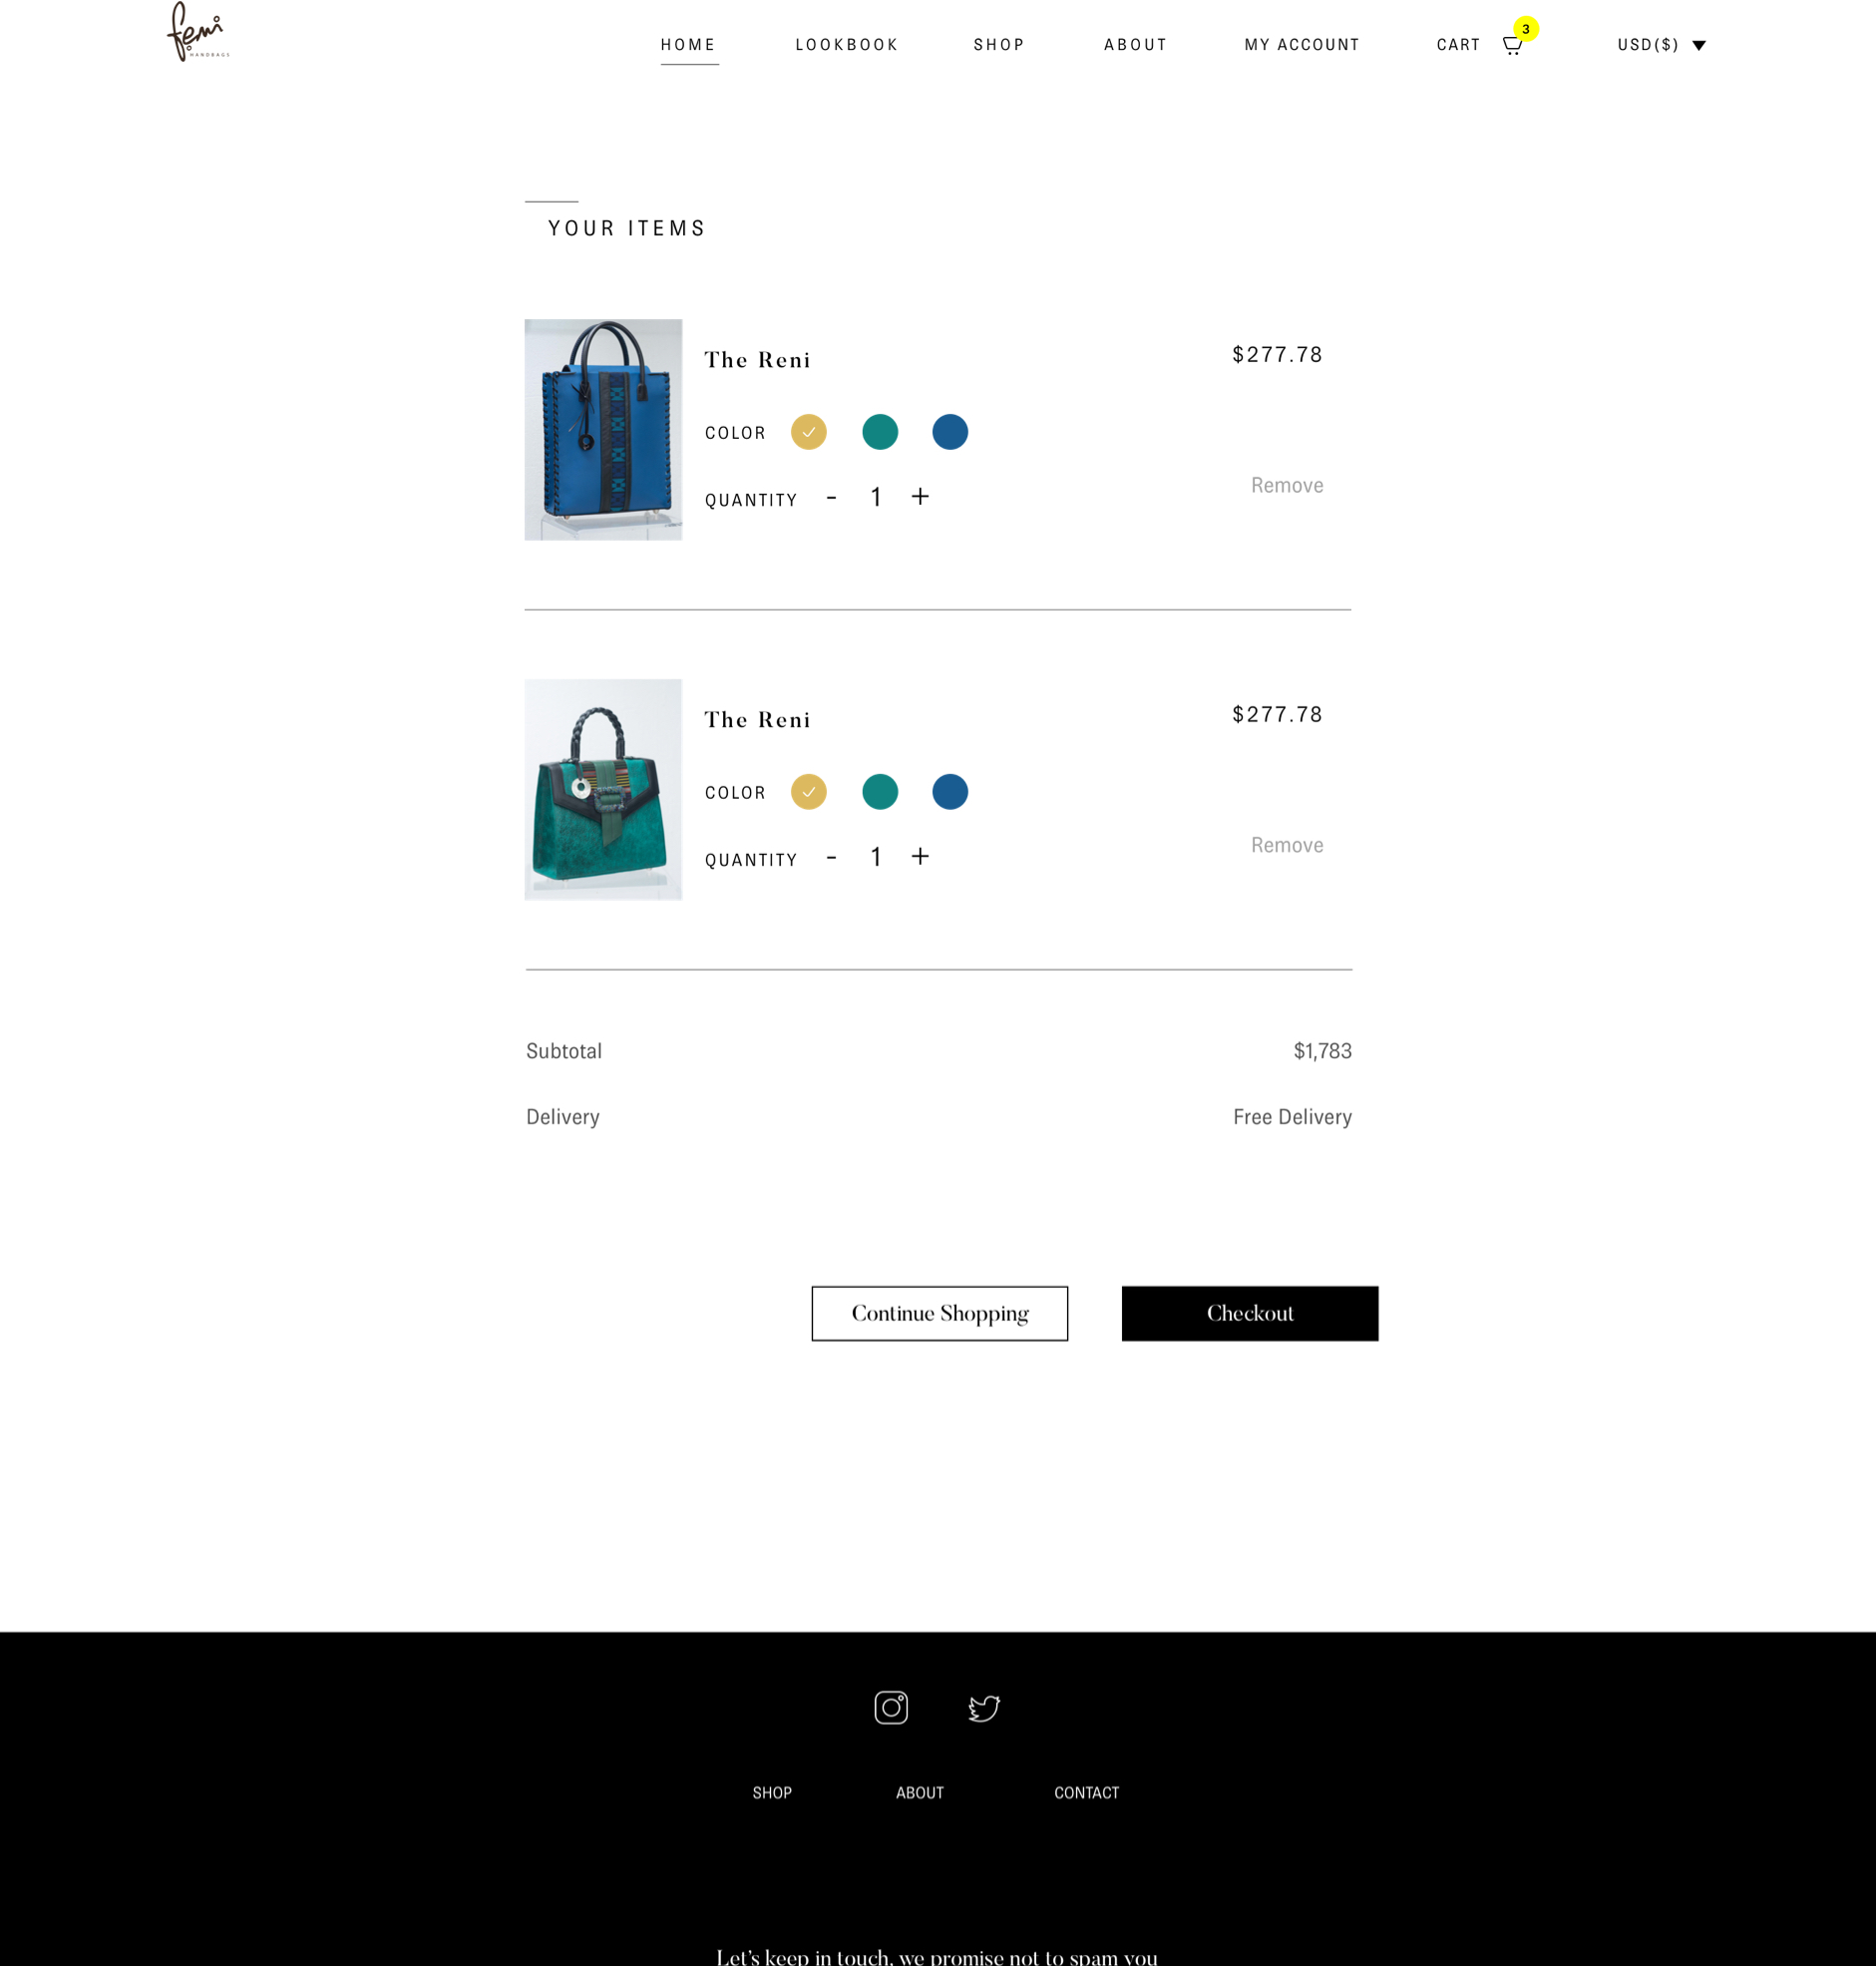 femi
HANDBAGS
HOME LOOKBOOK SHOP ABOUT MY ACCOUNT CART 3 USD($)
YOUR ITEMS
The Reni $277.78
COLOR
QUANTITY - 1 + Remove
The Reni $277.78
COLOR
QUANTITY - 1 + Remove
Subtotal $1,783
Delivery Free Delivery
Continue Shopping Checkout
SHOP ABOUT CONTACT
Let's keep in touch, we promise not to spam you